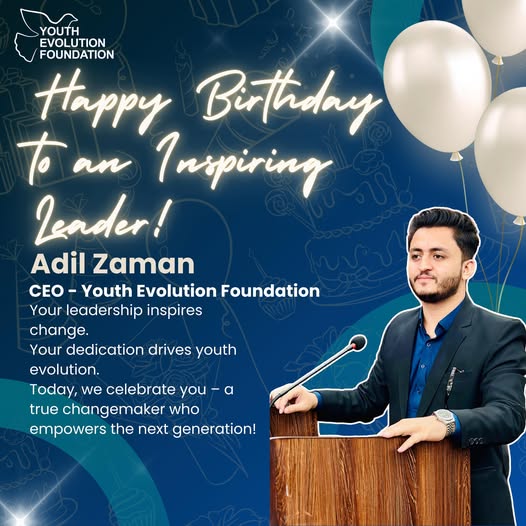 YOUTH
EVOLUTION
FOUNDATION
Happy Birthday
to an Inspiring
Leader!
Adil Zaman
CEO - Youth Evolution Foundation
Your leadership inspires
change.
Your dedication drives youth
evolution.
Today, we celebrate you – a
true changemaker who
empowers the next generation!